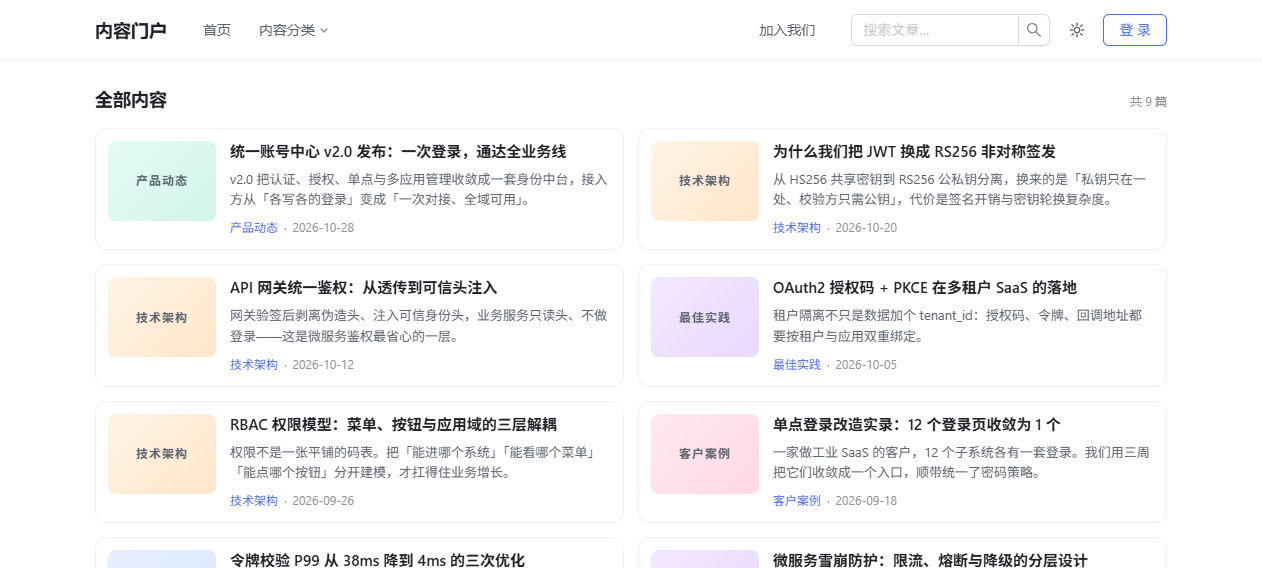 内容门户
首页
内容分类
加入我们
搜索文章...
登 录
全部内容
共 9 篇
产品动态
统一账号中心 v2.0 发布：一次登录，通达全业务线
v2.0 把认证、授权、单点与多应用管理收敛成一套身份中台，接入
方从「各写各的登录」变成「一次对接、全域可用」。
产品动态 · 2026-10-28
技术架构
为什么我们把 JWT 换成 RS256 非对称签发
从 HS256 共享密钥到 RS256 公私钥分离，换来的是「私钥只在一
处、校验方只需公钥」，代价是签名开销与密钥轮换复杂度。
技术架构 · 2026-10-20
技术架构
API 网关统一鉴权：从透传到可信头注入
网关验签后剥离伪造头、注入可信身份头，业务服务只读头、不做
登录——这是微服务鉴权最省心的一层。
技术架构 · 2026-10-12
最佳实践
OAuth2 授权码 + PKCE 在多租户 SaaS 的落地
租户隔离不只是数据加个 tenant_id：授权码、令牌、回调地址都
要按租户与应用双重绑定。
最佳实践 · 2026-10-05
技术架构
RBAC 权限模型：菜单、按钮与应用域的三层解耦
权限不是一张平铺的码表。把「能进哪个系统」「能看哪个菜单」
「能点哪个按钮」分开建模，才扛得住业务增长。
技术架构 · 2026-09-26
客户案例
单点登录改造实录：12 个登录页收敛为 1 个
一家做工业 SaaS 的客户，12 个子系统各有一套登录。我们用三周
把它们收敛成一个入口，顺带统一了密码策略。
客户案例 · 2026-09-18
令牌校验 P99 从 38ms 降到 4ms 的三次优化
微服务雪崩防护：限流、熔断与降级的分层设计